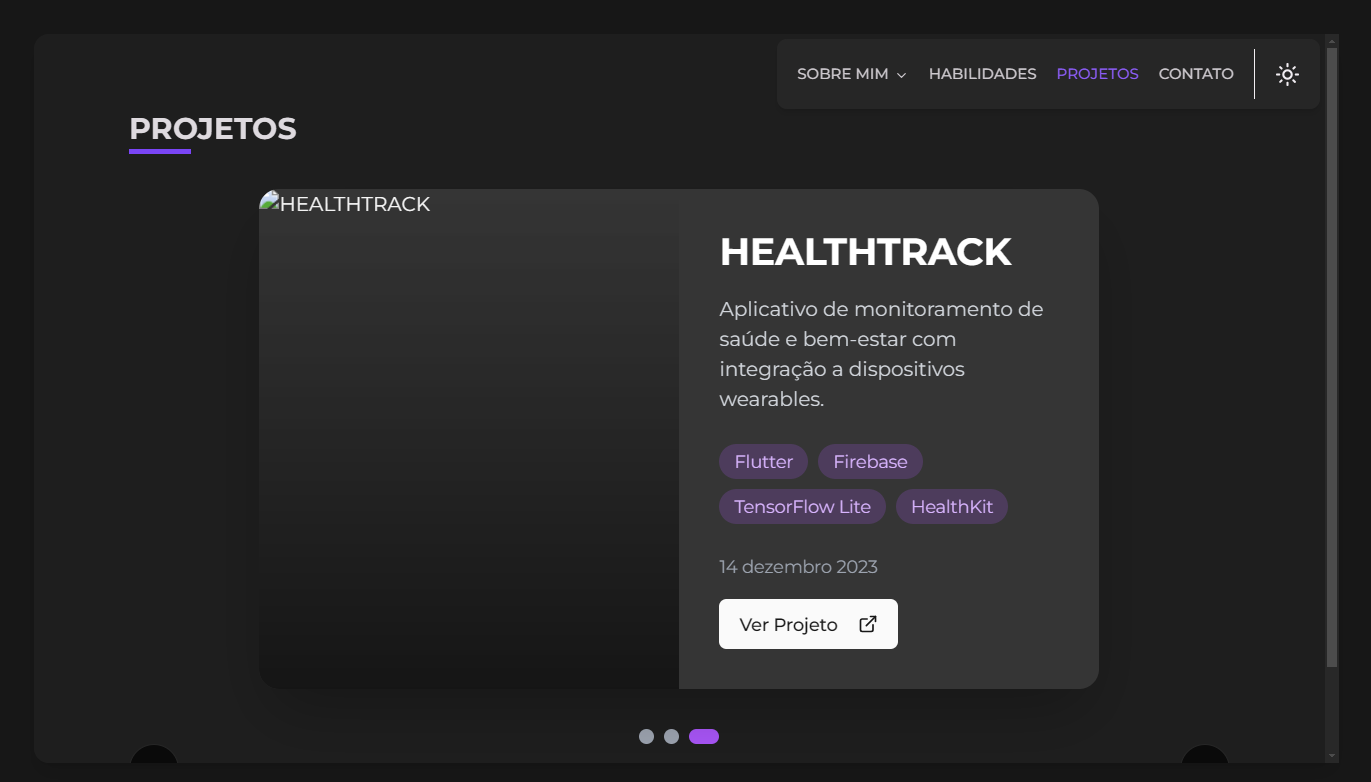 SOBRE MIM
HABILIDADES
PROJETOS
CONTATO
PROJETOS
HEALTHTRACK
HEALTHTRACK
Aplicativo de monitoramento de
saúde e bem-estar com
integração a dispositivos
wearables.
Flutter
Firebase
TensorFlow Lite
HealthKit
14 dezembro 2023
Ver Projeto